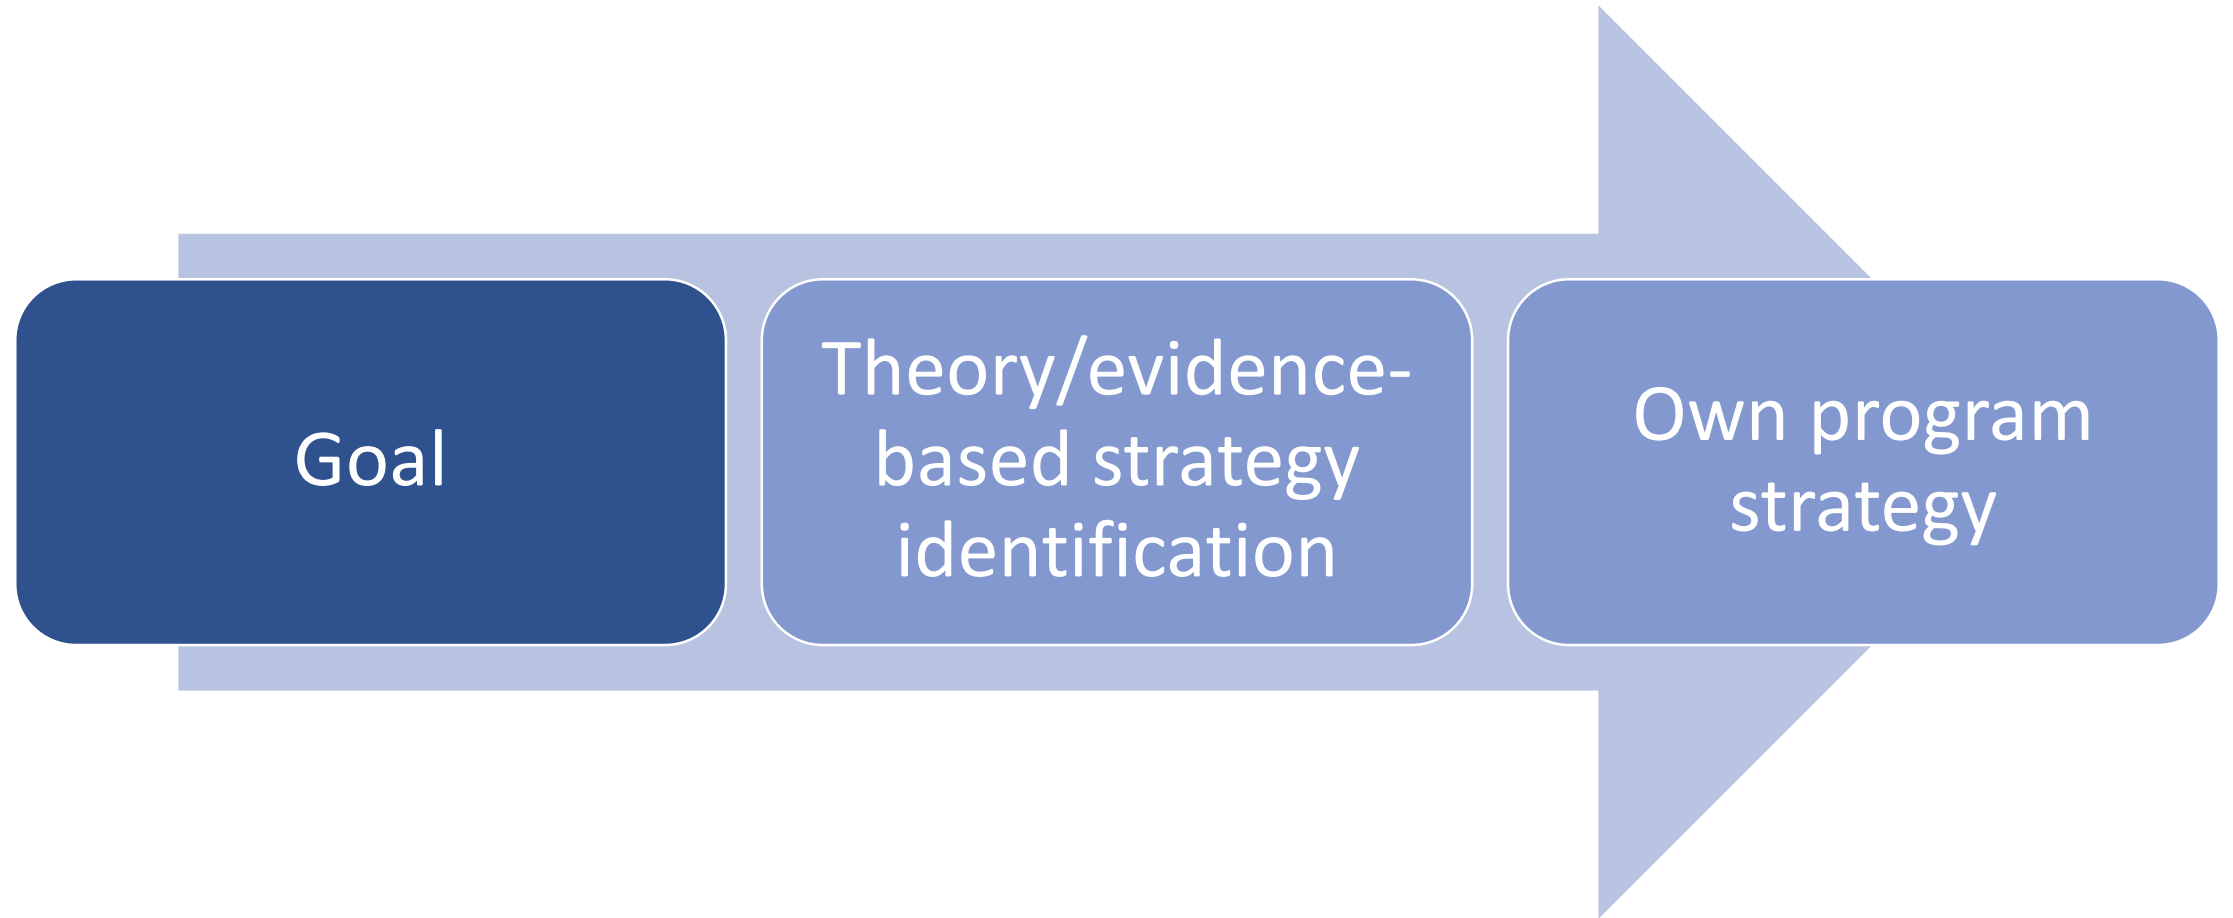 Goal
Theory/evidence-
based strategy
identification
Own program
strategy